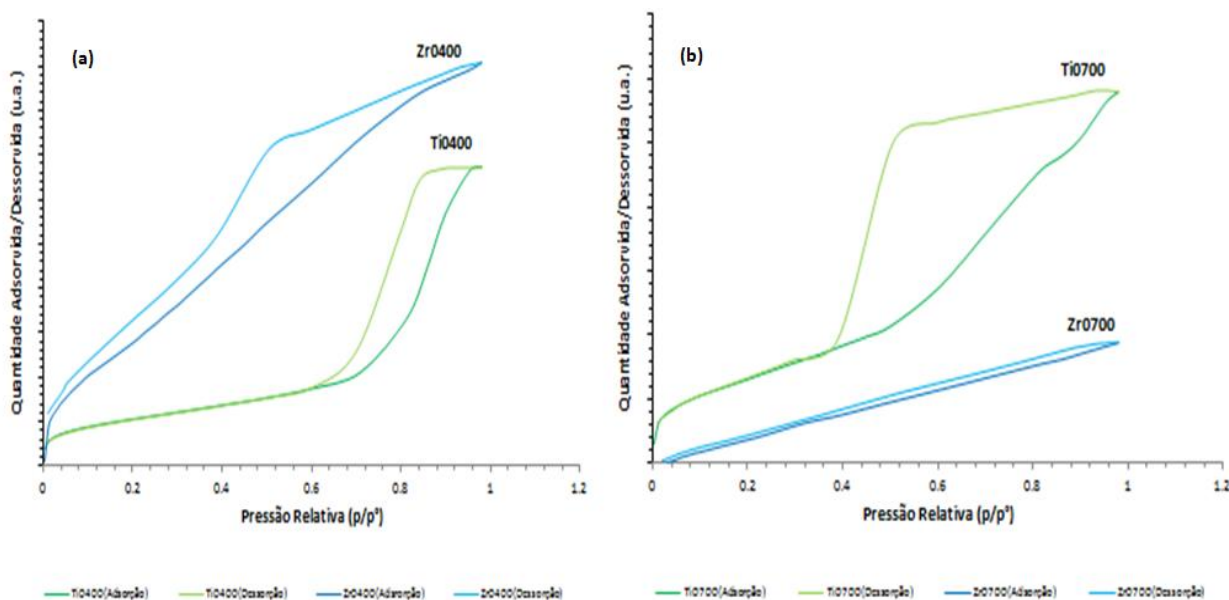 (a)
Zr0400
Ti0400
Quantidade Adsorvida/Dessorvida (u.a.)
0 0.2 0.4 0.6 0.8 1 1.2
Pressão Relativa (p/p°)
Ti0400(Adsorção) Ti0400(Dessorção) Zr0400(Adsorção) Zr0400(Dessorção)
(b)
Ti0700
Zr0700
Quantidade Adsorvida/Dessorvida (u.a.)
0 0.2 0.4 0.6 0.8 1 1.2
Pressão Relativa (p/p°)
Ti0700(Adsorção) Ti0700(Dessorção) Zr0700(Adsorção) Zr0700(Dessorção)